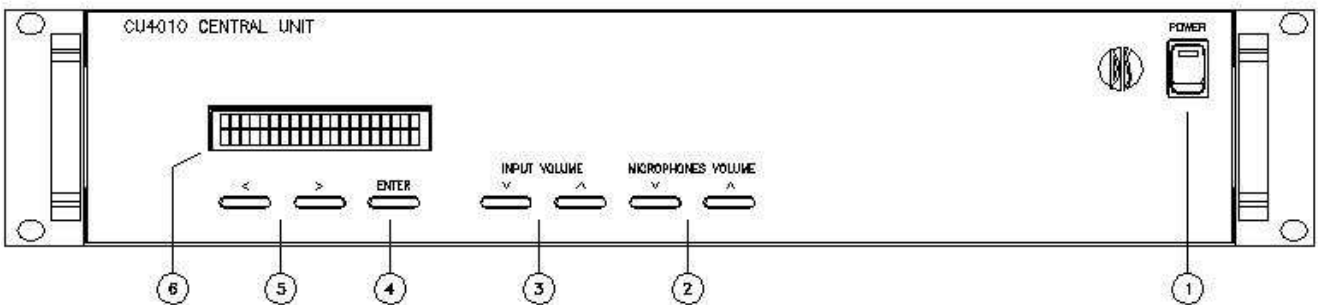 CU4010 CENTRAL UNIT
POWER
INPUT VOLUME
MICROPHONES VOLUME
< > ENTER ˅ ˄ ˅ ˄
6 5 4 3 2 1